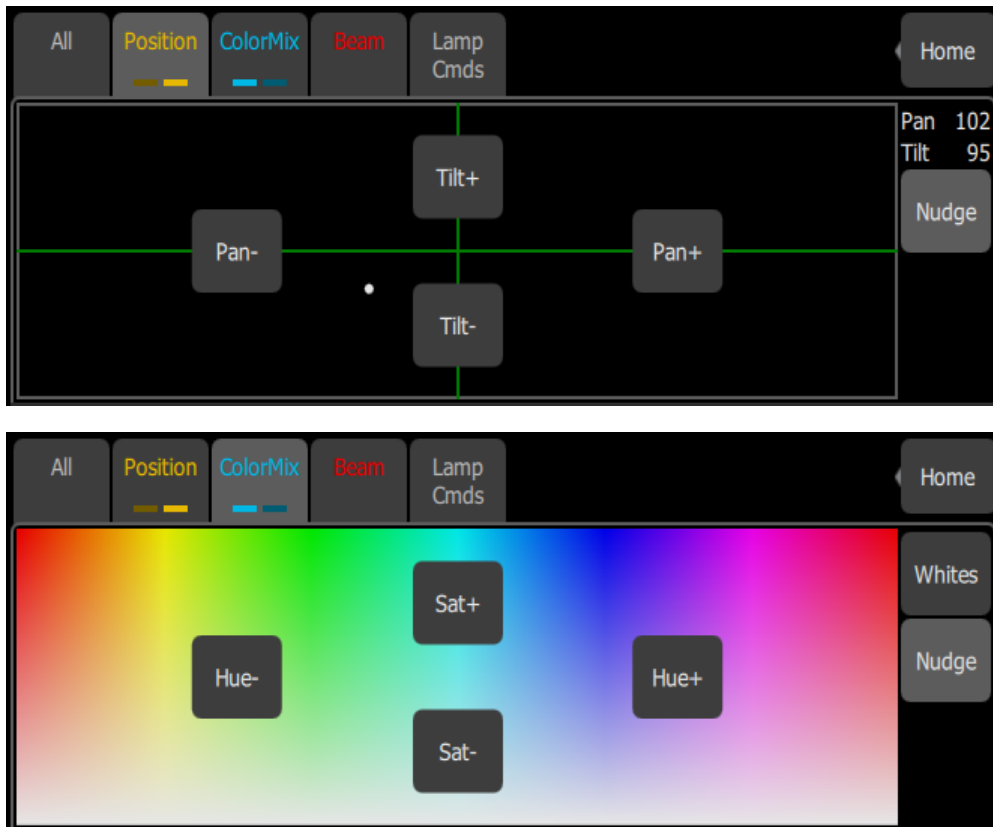 All Position ColorMix Beam Lamp Home
Cmds
Pan 102
Tilt 95
Tilt+
Nudge
Pan- Pan+
Tilt-
All Position ColorMix Beam Lamp Home
Cmds
Whites
Sat+
Nudge
Hue- Hue+
Sat-